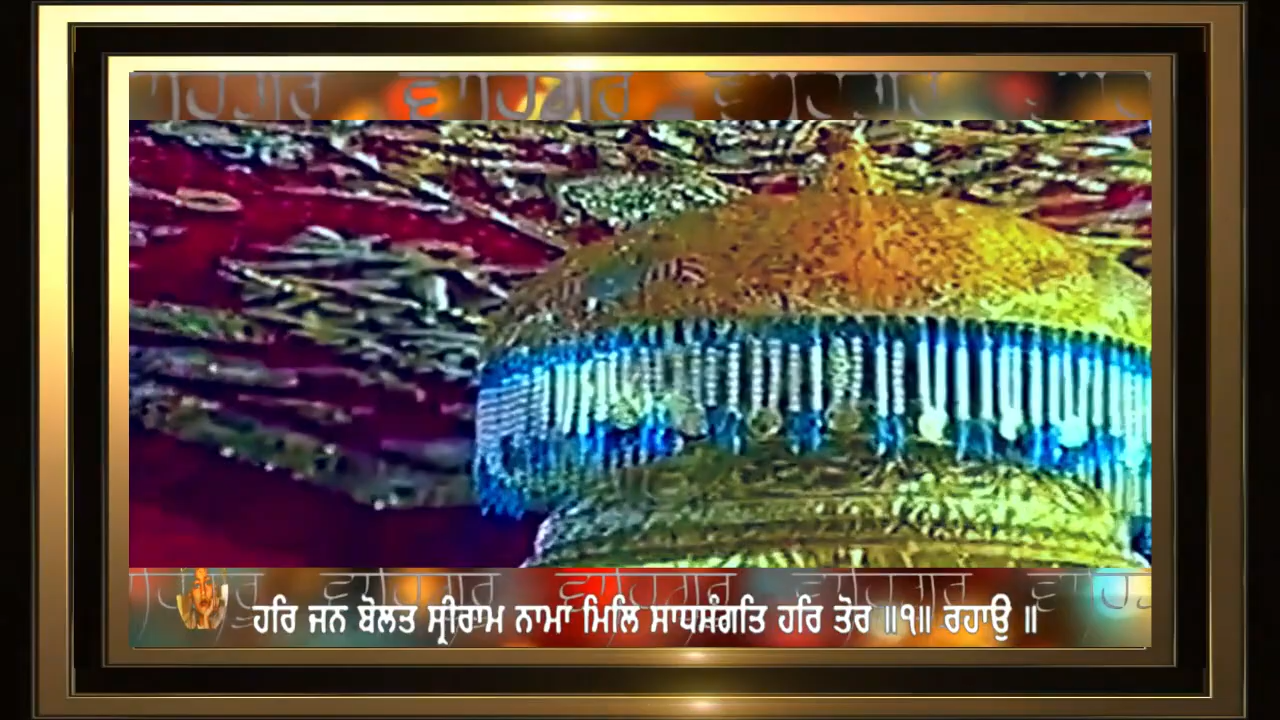 ਵਾਹਿਗੁਰੂ
ਹਰਿ ਜਨ ਬੋਲਤ ਸ੍ਰੀਰਾਮ ਨਾਮਾ ਮਿਲਿ ਸਾਧਸੰਗਤਿ ਹਰਿ ਤੋਰ ॥੧॥ ਰਹਾਉ ॥